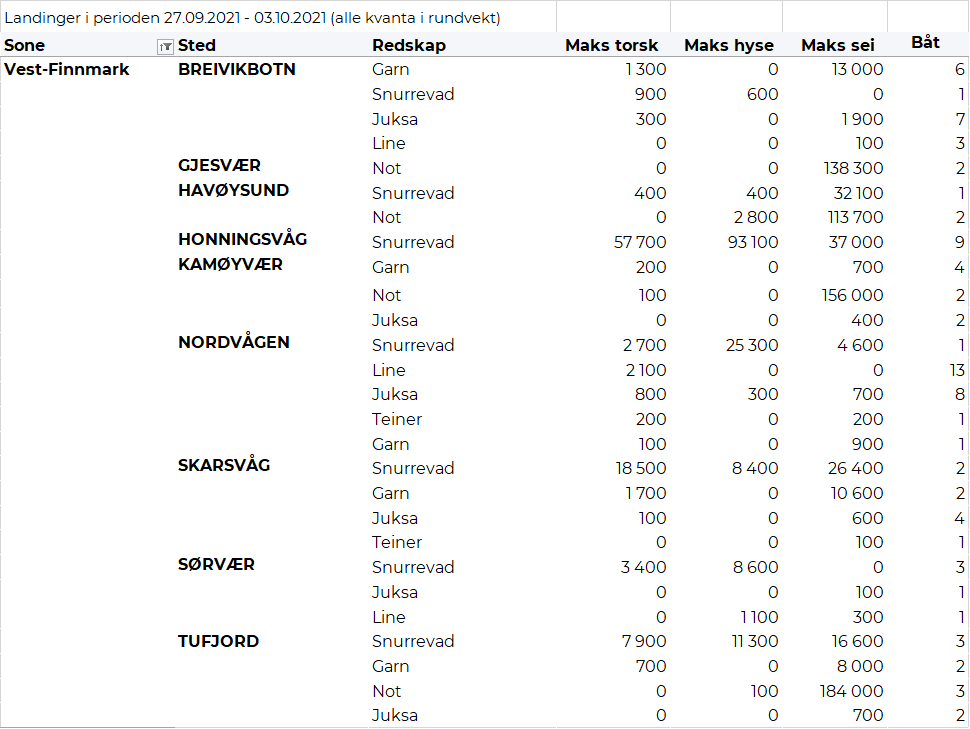 Landinger i perioden 27.09.2021 - 03.10.2021 (alle kvanta i rundvekt)
Sone Sted Redskap Maks torsk Maks hyse Maks sei Båt
Vest-Finnmark BREIVIKBOTN Garn 1 300 0 13 000 6
Snurrevad 900 600 0 1
Juksa 300 0 1 900 7
Line 0 0 100 3
GJESVÆR Not 0 0 138 300 2
HAVØYSUND Snurrevad 400 400 32 100 1
Not 0 2 800 113 700 2
HONNINGSVÅG Snurrevad 57 700 93 100 37 000 9
KAMØYVÆR Garn 200 0 700 4
Not 100 0 156 000 2
Juksa 0 0 400 2
NORDVÅGEN Snurrevad 2 700 25 300 4 600 1
Line 2 100 0 0 13
Juksa 800 300 700 8
Teiner 200 0 200 1
Garn 100 0 900 1
SKARSVÅG Snurrevad 18 500 8 400 26 400 2
Garn 1 700 0 10 600 2
Juksa 100 0 600 4
Teiner 0 0 100 1
SØRVÆR Snurrevad 3 400 8 600 0 3
Juksa 0 0 100 1
Line 0 1 100 300 1
TUFJORD Snurrevad 7 900 11 300 16 600 3
Garn 700 0 8 000 2
Not 0 100 184 000 3
Juksa 0 0 700 2